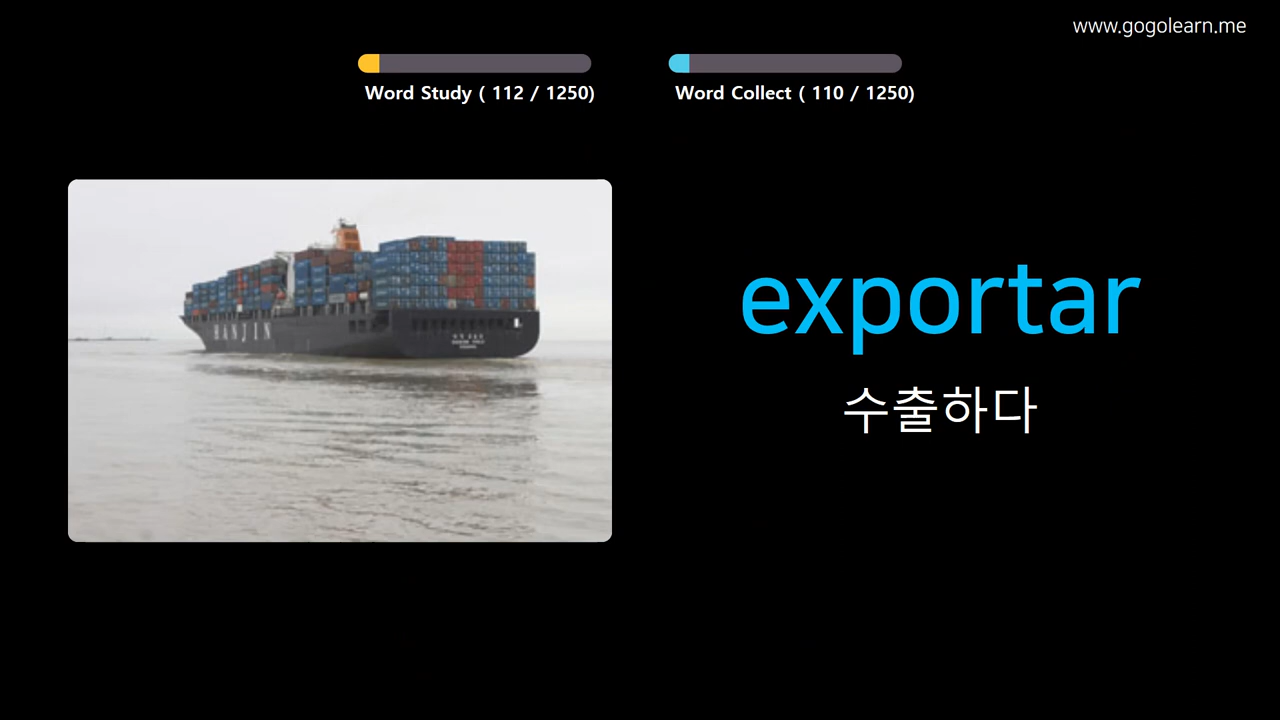 www.gogolearn.me
Word Study ( 112 / 1250)
Word Collect ( 110 / 1250)
HANJIN
exportar
수출하다